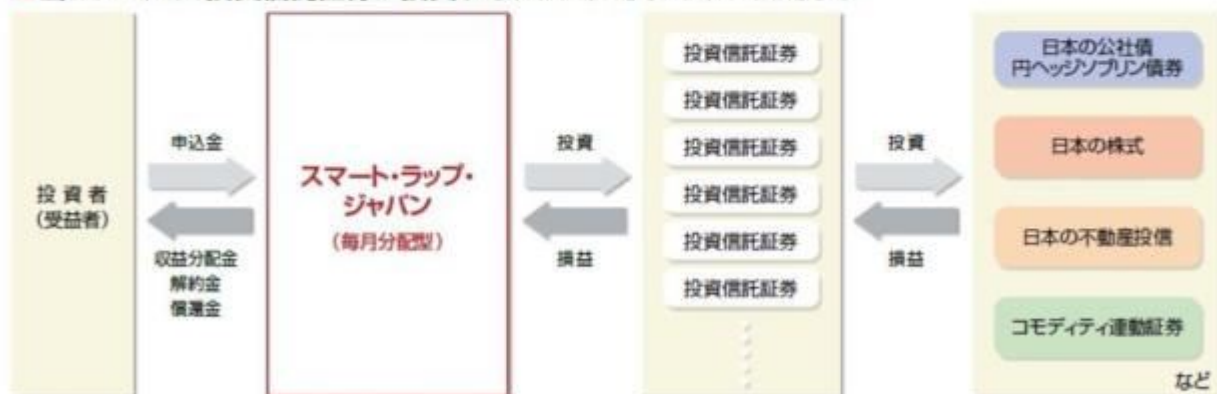 投資者
(受益者)
申込金
収益分配金
解約金
償還金
スマート・ラップ・
ジャパン
(毎月分配型)
投資
損益
投資信託証券
投資信託証券
投資信託証券
投資信託証券
投資信託証券
投資信託証券
投資
損益
日本の公社債
円ヘッジソブリン債券
日本の株式
日本の不動産投信
コモディティ連動証券
など